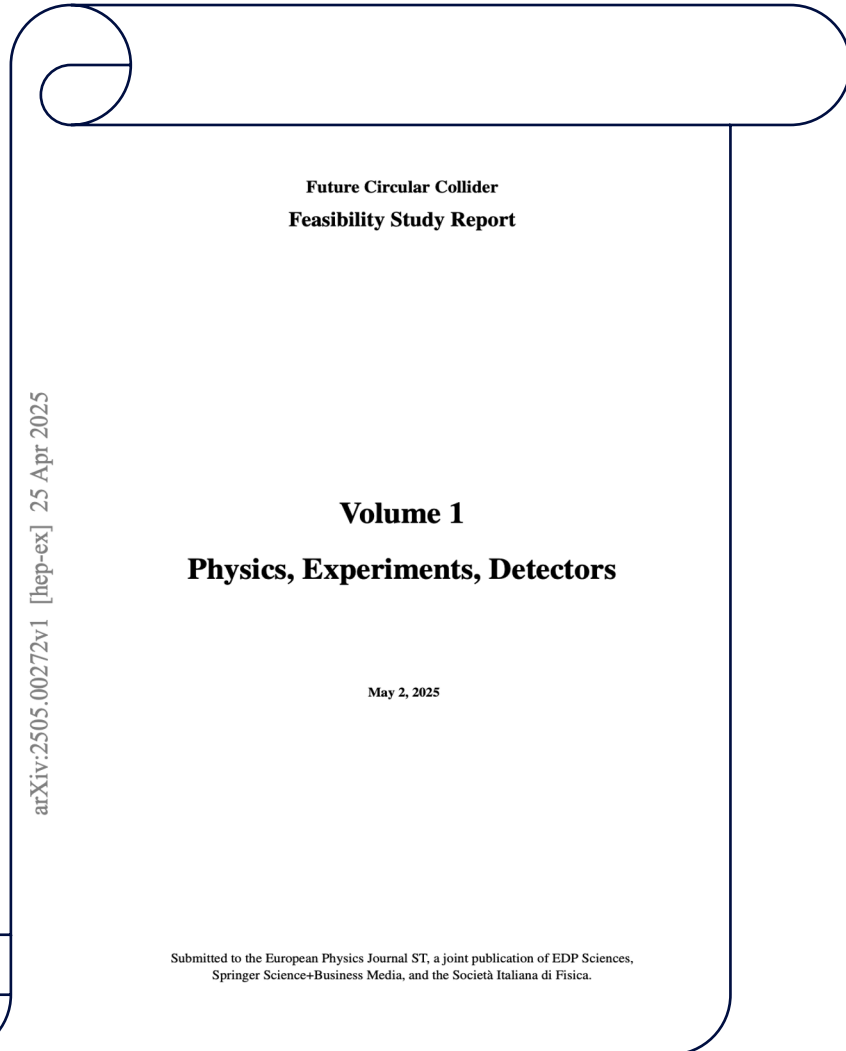 Future Circular Collider
Feasibility Study Report
arXiv:2505.00272v1 [hep-ex] 25 Apr 2025
Volume 1
Physics, Experiments, Detectors
May 2, 2025
Submitted to the European Physics Journal ST, a joint publication of EDP Sciences,
Springer Science+Business Media, and the Società Italiana di Fisica.